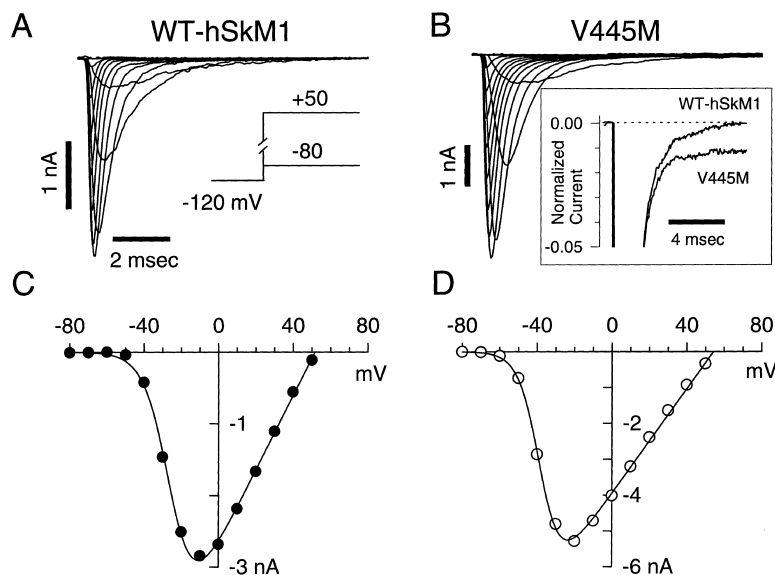 A
WT-hSkM1
+50
-80
-120 mV
1 nA
2 msec
B
V445M
1 nA
WT-hSkM1
0.00
V445M
Normalized
Current
-0.05
4 msec
C
-80
-40
0
40
80
mV
-1
-3 nA
D
-80
-40
0
40
80
mV
-2
-4
-6 nA